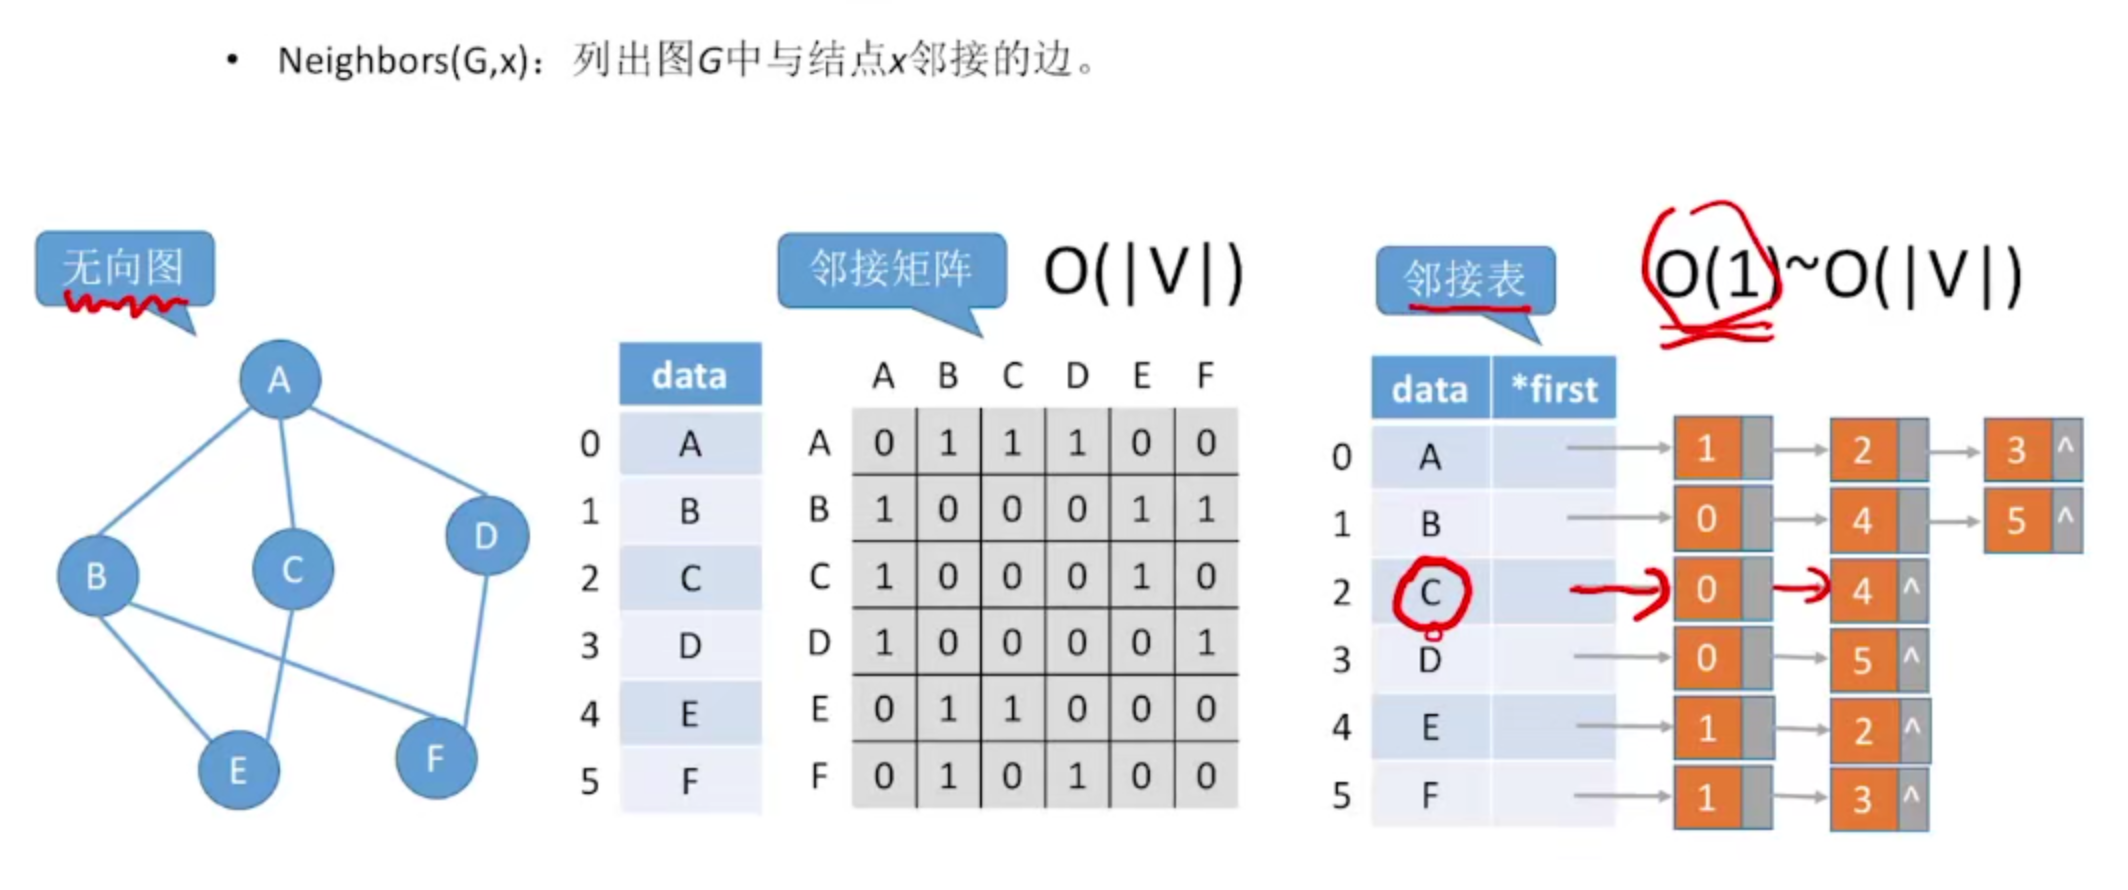 • Neighbors(G,x)：列出图G中与结点x邻接的边。
无向图
A
B
C
D
E
F
邻接矩阵 O(|V|)
data
0 A
1 B
2 C
3 D
4 E
5 F
A B C D E F
A 0 1 1 1 0 0
B 1 0 0 0 1 1
C 1 0 0 0 1 0
D 1 0 0 0 0 1
E 0 1 1 0 0 0
F 0 1 0 1 0 0
邻接表 O(1)~O(|V|)
data *first
0 A 1 2 3 ^
1 B 0 4 5 ^
2 C 0 4 ^
3 D 0 5 ^
4 E 1 2 ^
5 F 1 3 ^